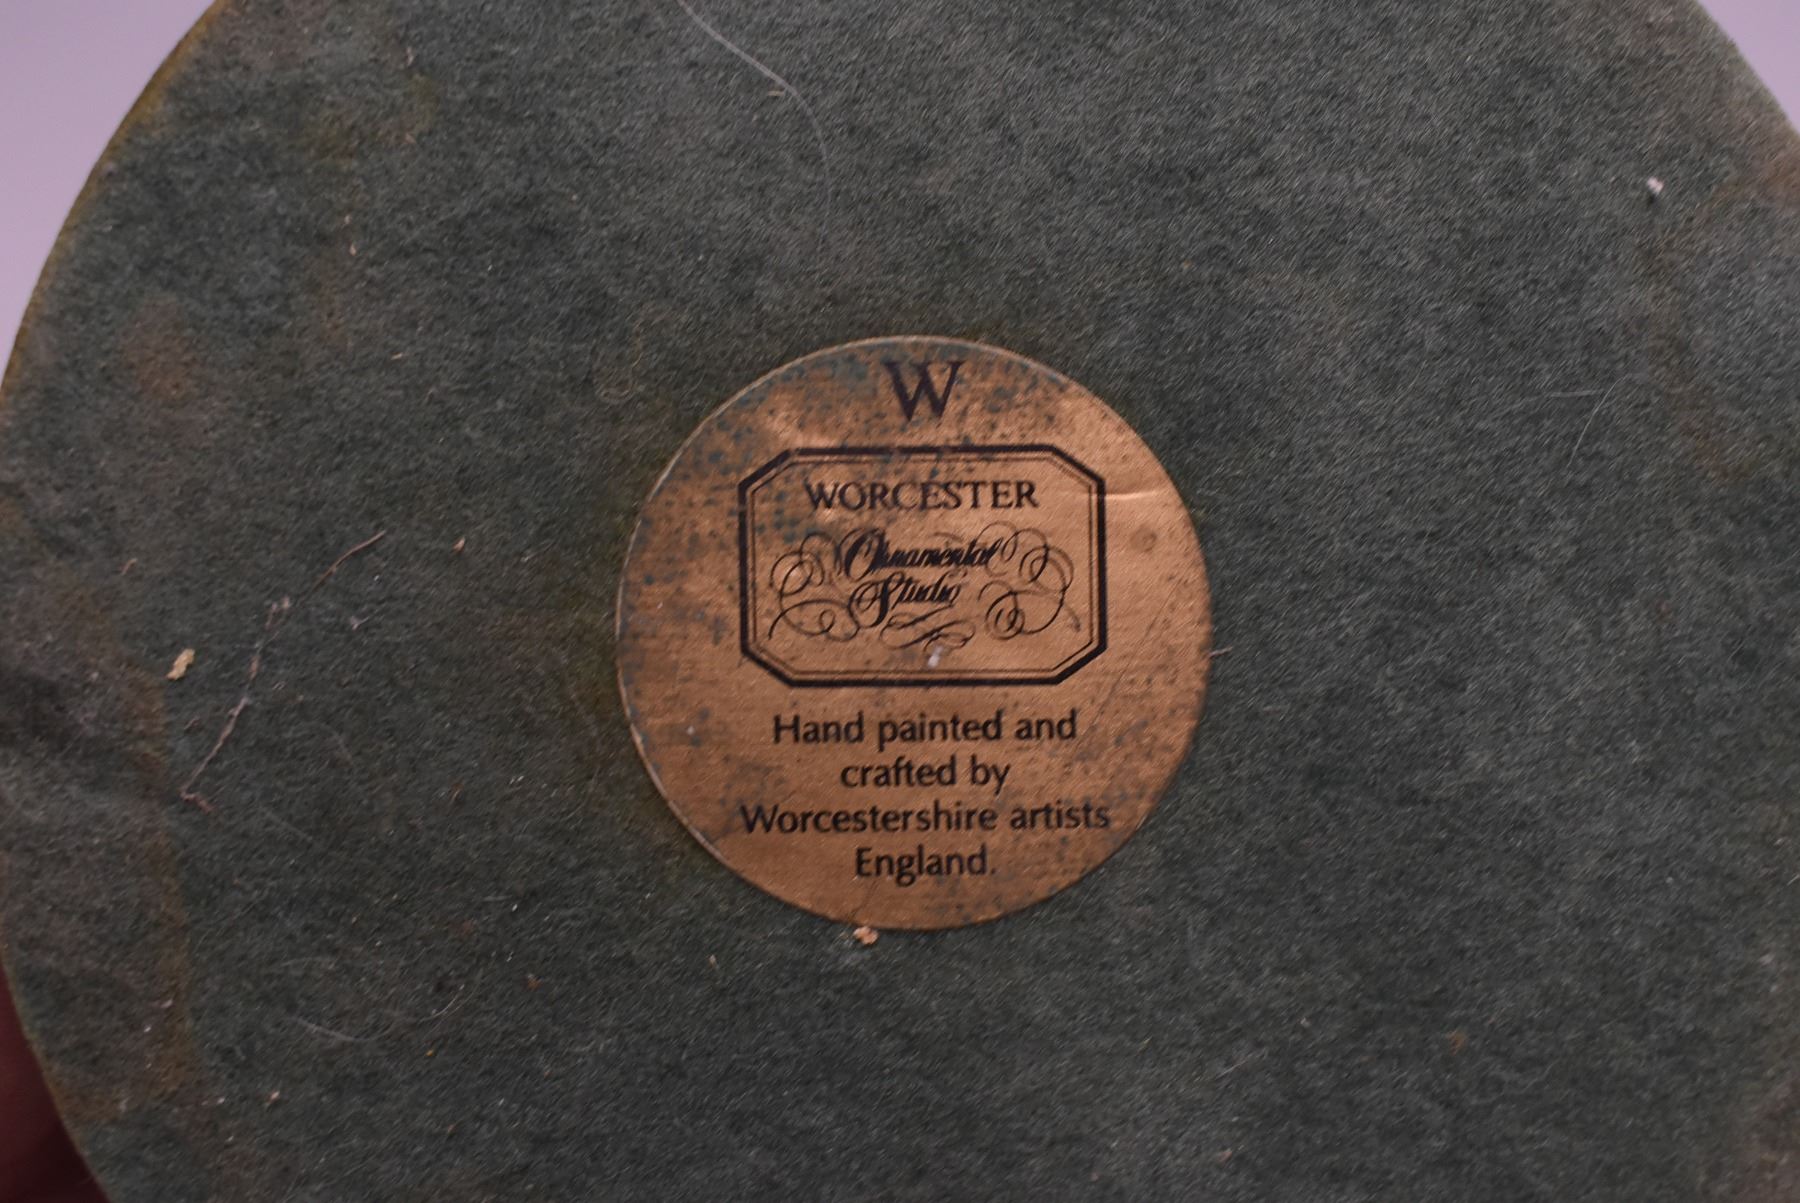 W
WORCESTER
Ornamental
Studio
Hand painted and
crafted by
Worcestershire artists
England.